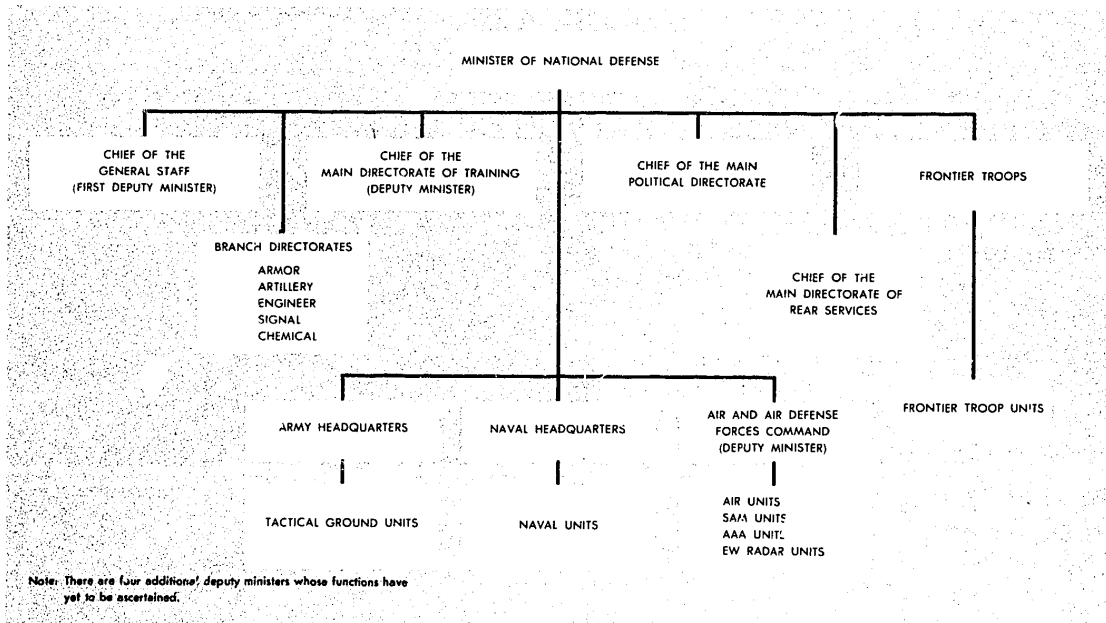 MINISTER OF NATIONAL DEFENSE
CHIEF OF THE
GENERAL STAFF
(FIRST DEPUTY MINISTER)
CHIEF OF THE
MAIN DIRECTORATE OF TRAINING
(DEPUTY MINISTER)
CHIEF OF THE MAIN
POLITICAL DIRECTORATE
FRONTIER TROOPS
BRANCH DIRECTORATES
ARMOR
ARTILLERY
ENGINEER
SIGNAL
CHEMICAL
CHIEF OF THE
MAIN DIRECTORATE OF
REAR SERVICES
ARMY HEADQUARTERS
NAVAL HEADQUARTERS
AIR AND AIR DEFENSE
FORCES COMMAND
(DEPUTY MINISTER)
FRONTIER TROOP UNITS
TACTICAL GROUND UNITS
NAVAL UNITS
AIR UNITS
SAM UNITS
AAA UNITS
EW RADAR UNITS
Note: There are four additional deputy ministers whose functions have
yet to be ascertained.